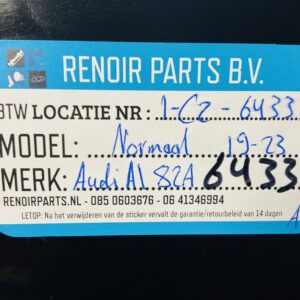 RENOIR PARTS B.V.
BTW LOCATIE NR : 1-C2 - 6433
MODEL: Normaal 19-23
MERK: Audi A1 82A 6433
RENOIRPARTS.NL - 085 0603676 - 06 41346994
LETOP: Na het verwijderen van de sticker vervalt de garantie/retourbeleid van 14 dagen